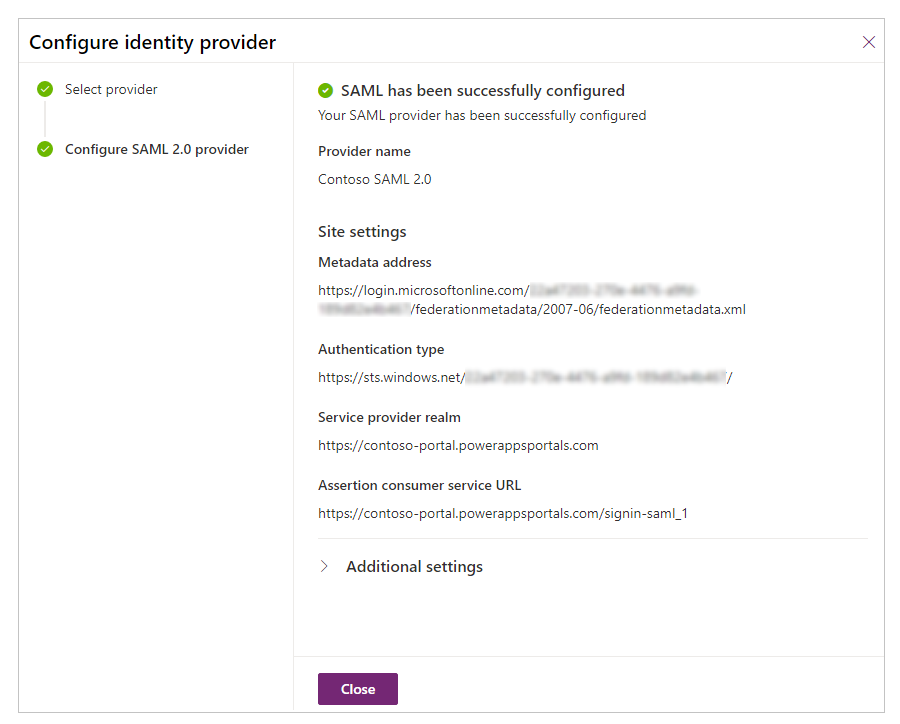 Configure identity provider
Select provider
Configure SAML 2.0 provider
SAML has been successfully configured
Your SAML provider has been successfully configured
Provider name
Contoso SAML 2.0
Site settings
Metadata address
https://login.microsoftonline.com/
/federationmetadata/2007-06/federationmetadata.xml
Authentication type
https://sts.windows.net/ /
Service provider realm
https://contoso-portal.powerappsportals.com
Assertion consumer service URL
https://contoso-portal.powerappsportals.com/signin-saml_1
Additional settings
Close